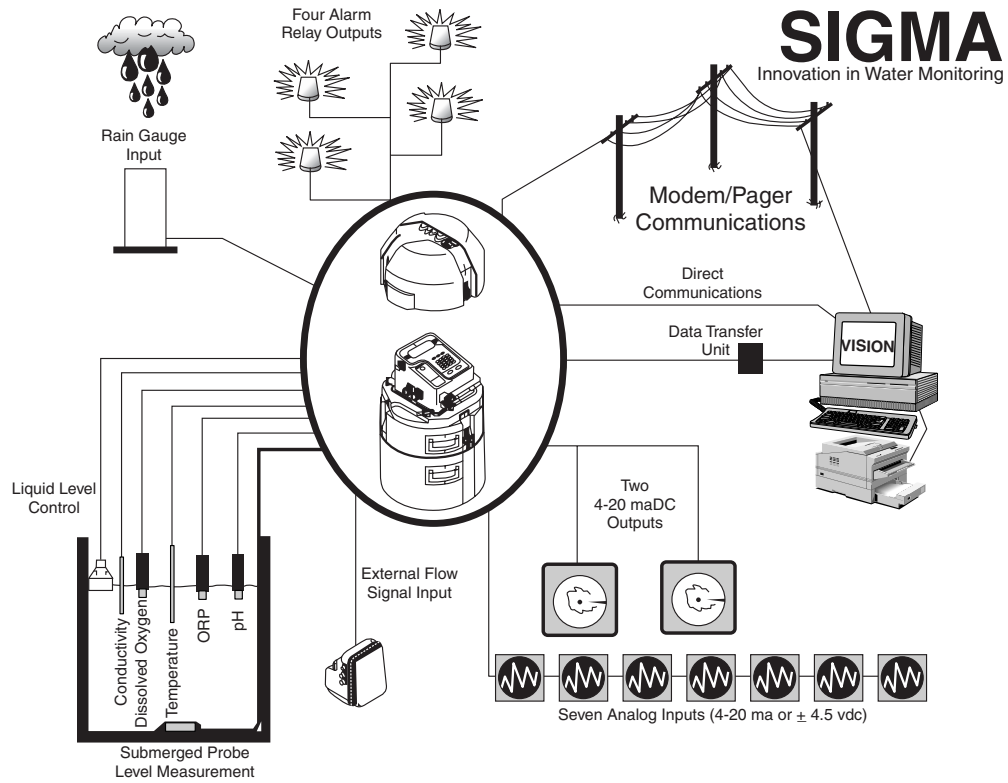 Four Alarm
Relay Outputs
SIGMA
Innovation in Water Monitoring
Rain Gauge
Input
Modem/Pager
Communications
Direct
Communications
Data Transfer
Unit
VISION
Liquid Level
Control
Two
4-20 maDC
Outputs
External Flow
Signal Input
Conductivity
Dissolved Oxygen
Temperature
ORP
pH
Seven Analog Inputs (4-20 ma or ± 4.5 vdc)
Submerged Probe
Level Measurement